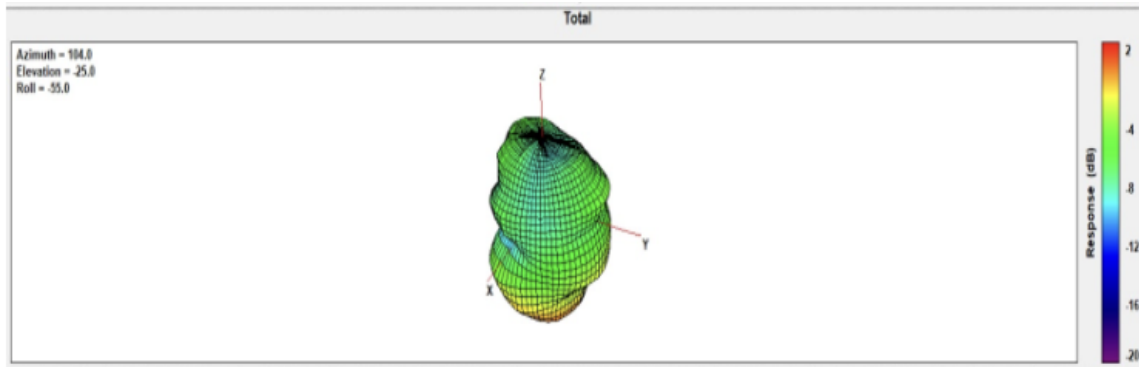 Total
Azimuth = 104.0
Elevation = -25.0
Roll = -55.0
Z
Y
X
Response (dB)
2
-4
-8
-12
-16
-20